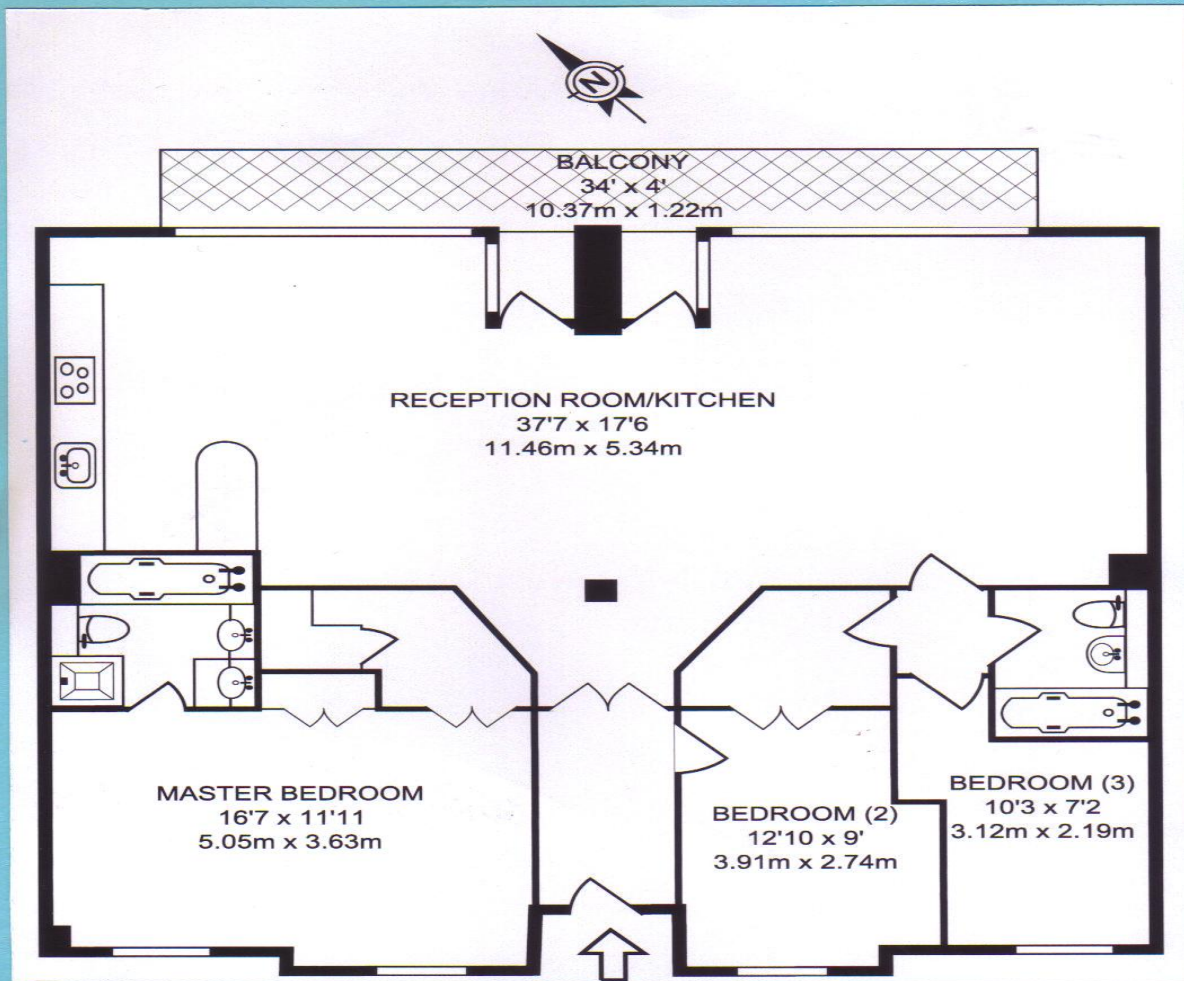 N
BALCONY
34' x 4'
10.37m x 1.22m
RECEPTION ROOM/KITCHEN
37'7 x 17'6
11.46m x 5.34m
MASTER BEDROOM
16'7 x 11'11
5.05m x 3.63m
BEDROOM (2)
12'10 x 9'
3.91m x 2.74m
BEDROOM (3)
10'3 x 7'2
3.12m x 2.19m